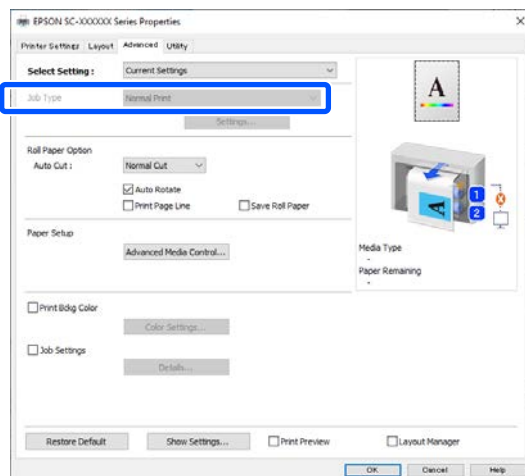 EPSON SC-XXXXXX Series Properties
Printer Settings Layout Advanced Utility
Select Setting : Current Settings
Job Type Normal Print
Settings...
Roll Paper Option
Auto Cut : Normal Cut
Auto Rotate
Print Page Line Save Roll Paper
Paper Setup
Advanced Media Control...
A
A
1
2
Media Type
-
Paper Remaining
-
Print Bdkg Color
Color Settings...
Job Settings
Details...
Restore Default Show Settings... Print Preview Layout Manager
OK Cancel Help